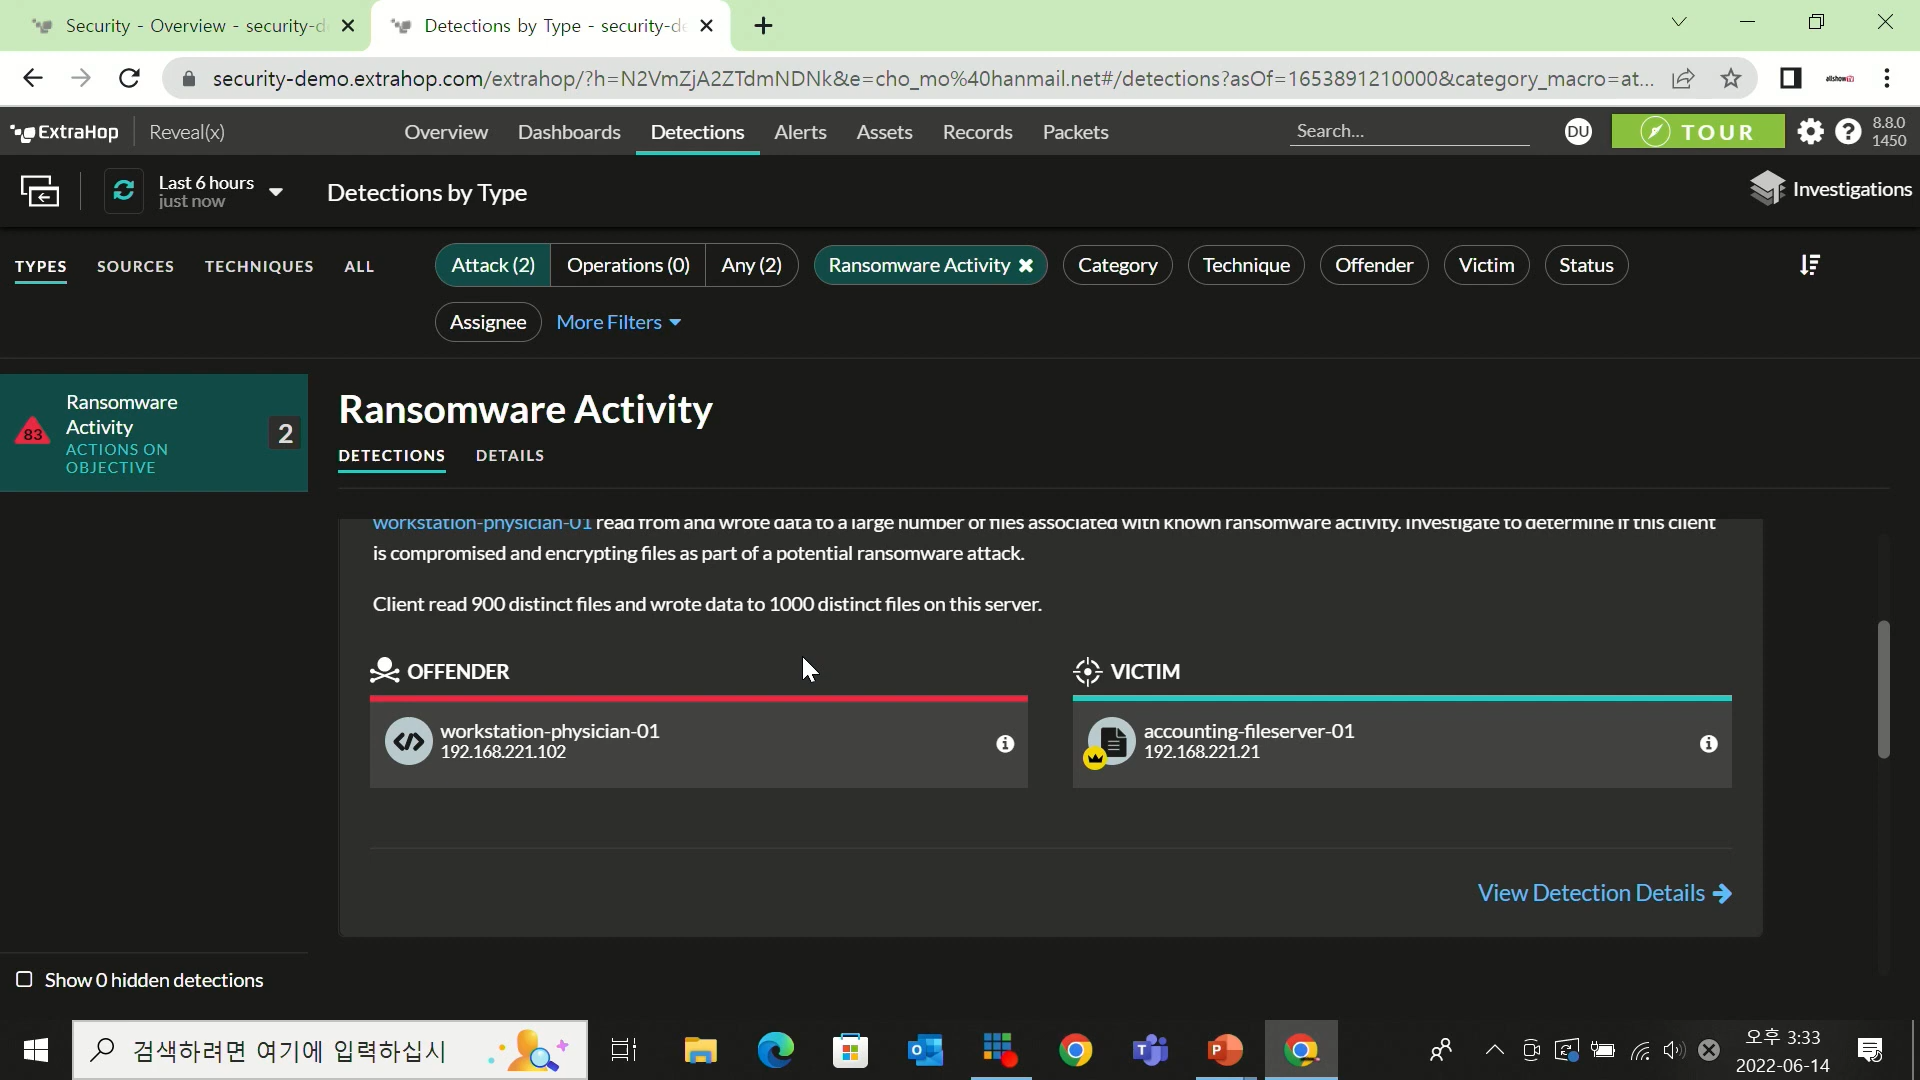 Security - Overview - security-d
Detections by Type - security-de
security-demo.extrahop.com/extrahop/?h=N2VmZjA2ZTdmNDNk&e=cho_mo%40hanmail.net#/detections?asOf=1653891210000&category_macro=at...
allshowTV
ExtraHop
Reveal(x)
Overview
Dashboards
Detections
Alerts
Assets
Records
Packets
Search...
DU
TOUR
8.8.0
1450
Last 6 hours
just now
Detections by Type
Investigations
TYPES
SOURCES
TECHNIQUES
ALL
Attack (2)
Operations (0)
Any (2)
Ransomware Activity
Category
Technique
Offender
Victim
Status
Assignee
More Filters
83
Ransomware
Activity
ACTIONS ON
OBJECTIVE
2
Ransomware Activity
DETECTIONS
DETAILS
workstation-physician-01 read from and wrote data to a large number of files associated with known ransomware activity. Investigate to determine if this client
is compromised and encrypting files as part of a potential ransomware attack.
Client read 900 distinct files and wrote data to 1000 distinct files on this server.
OFFENDER
workstation-physician-01
192.168.221.102
VICTIM
accounting-fileserver-01
192.168.221.21
View Detection Details
Show 0 hidden detections
검색하려면 여기에 입력하십시
오후 3:33
2022-06-14